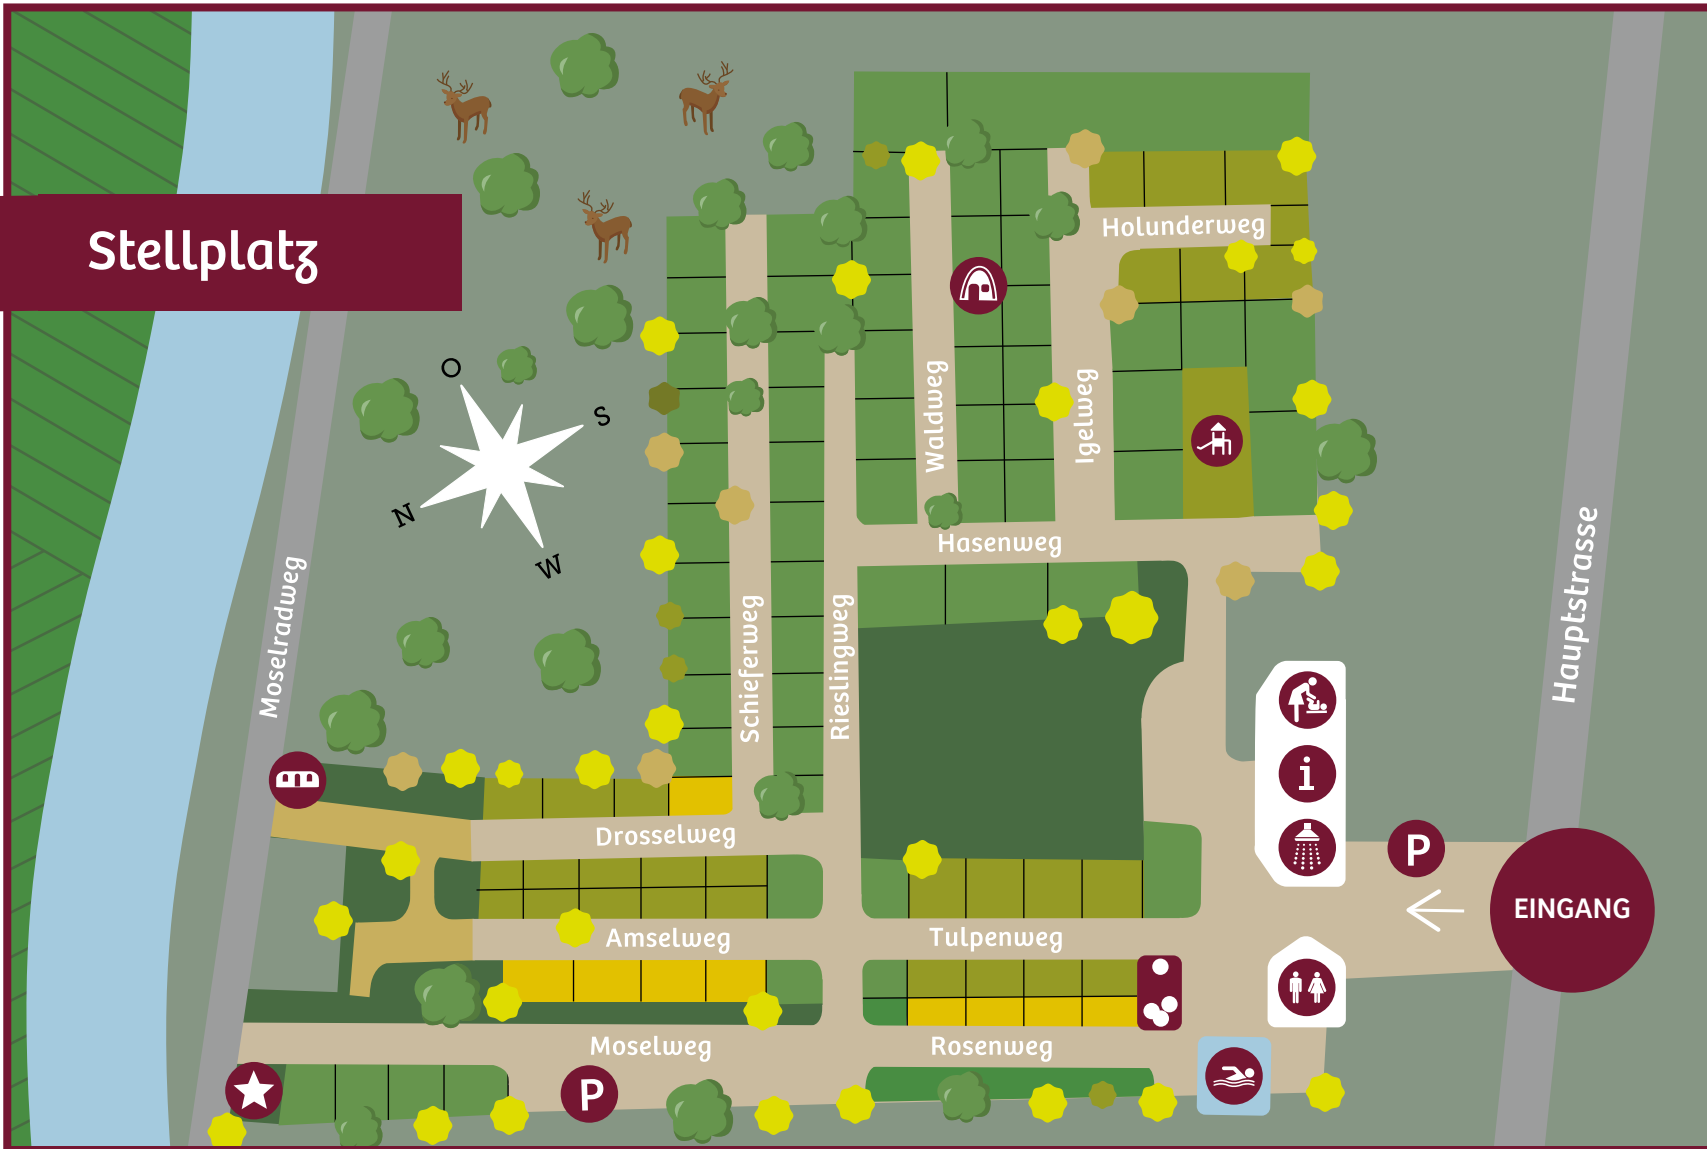 Stellplatz
O
S
N
W
Holunderweg
Waldweg
Igelweg
Hasenweg
Hauptstrasse
Moselradweg
Schieferweg
Rieslingweg
Drosselweg
i
P
EINGANG
Amselweg
Tulpenweg
Moselweg
Rosenweg
P